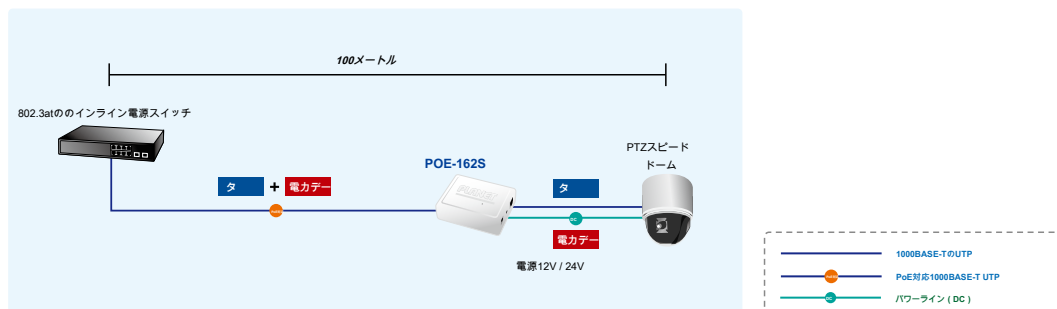 100メートル
802.3atののインライン電源スイッチ
PTZスピード
ドーム
POE-162S
タ + 電力デー
タ
DC
電力デー
電源12V / 24V
1000BASE-TのUTP
PoE対応1000BASE-T UTP
DC
パワーライン ( DC )